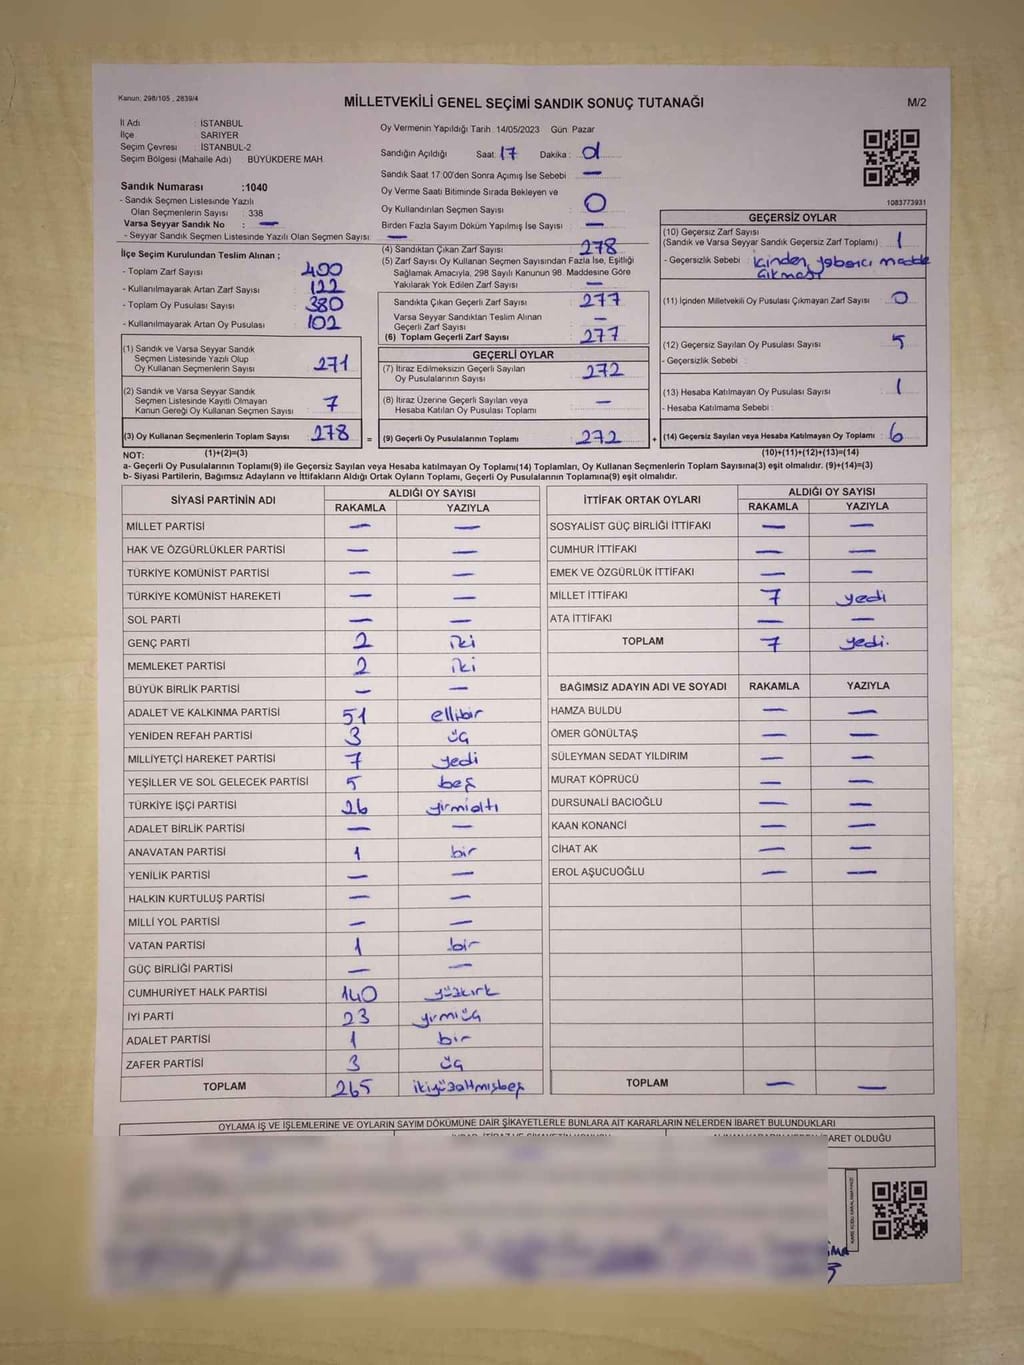 Kanun, 298/105 , 2839/4
MİLLETVEKİLİ GENEL SEÇİMİ SANDIK SONUÇ TUTANAĞI
M/2
İl Adı : İSTANBUL
İlçe : SARIYER
Seçim Çevresi : İSTANBUL-2
Seçim Bölgesi (Mahalle Adı) BÜYÜKDERE MAH.
Oy Vermenin Yapıldığı Tarih : 14/05/2023 Gün : Pazar
Sandığın Açıldığı Saat : 17 Dakika :
Sandık Saat 17:00'den Sonra Açımış İse Sebebi : —
Oy Verme Saati Bitiminde Sırada Bekleyen ve
Oy Kullandırılan Seçmen Sayısı : 0
Birden Fazla Sayım Döküm Yapılmış İse Sayısı : —
1083773931
Sandık Numarası :1040
- Sandık Seçmen Listesinde Yazılı
Olan Seçmenlerin Sayısı : 338
Varsa Seyyar Sandık No : —
- Seyyar Sandık Seçmen Listesinde Yazılı Olan Seçmen Sayısı : —
İlçe Seçim Kurulundan Teslim Alınan ;
- Toplam Zarf Sayısı : 400
- Kullanılmayarak Artan Zarf Sayısı : 122
- Toplam Oy Pusulası Sayısı : 380
- Kullanılmayarak Artan Oy Pusulası : 102
(1) Sandık ve Varsa Seyyar Sandık
Seçmen Listesinde Yazılı Olup
Oy Kullanan Seçmenlerin Sayısı : 271
(2) Sandık ve Varsa Seyyar Sandık
Seçmen Listesinde Kayıtlı Olmayan
Kanun Gereği Oy Kullanan Seçmen Sayısı : 7
(3) Oy Kullanan Seçmenlerin Toplam Sayısı : 278
(1)+(2)=(3)
(4) Sandıktan Çıkan Zarf Sayısı : 278
(5) Zarf Sayısı Oy Kullanan Seçmen Sayısından Fazla İse, Eşitliği
Sağlamak Amacıyla, 298 Sayılı Kanunun 98. Maddesine Göre
Yakılarak Yok Edilen Zarf Sayısı : —
Sandıkta Çıkan Geçerli Zarf Sayısı : 277
Varsa Seyyar Sandıktan Teslim Alınan
Geçerli Zarf Sayısı : —
(6) Toplam Geçerli Zarf Sayısı : 277
GEÇERLİ OYLAR
(7) İtiraz Edilmeksizin Geçerli Sayılan
Oy Pusulalarının Sayısı : 272
(8) İtiraz Üzerine Geçerli Sayılan veya
Hesaba Katılan Oy Pusulası Toplamı : —
= (9) Geçerli Oy Pusulalarının Toplamı : 272 +
GEÇERSİZ OYLAR
(10) Geçersiz Zarf Sayısı
(Sandık ve Varsa Seyyar Sandık Geçersiz Zarf Toplamı) : 1
- Geçersizlik Sebebi : içinden yabancı madde
çıkması
(11) İçinden Milletvekili Oy Pusulası Çıkmayan Zarf Sayısı : 0
(12) Geçersiz Sayılan Oy Pusulası Sayısı : 5
- Geçersizlik Sebebi :
(13) Hesaba Katılmayan Oy Pusulası Sayısı : 1
- Hesaba Katılmama Sebebi :
(14) Geçersiz Sayılan veya Hesaba Katılmayan Oy Toplamı : 6
(10)+(11)+(12)+(13)=(14)
NOT:
a- Geçerli Oy Pusulalarının Toplamı(9) ile Geçersiz Sayılan veya Hesaba katılmayan Oy Toplamı(14) Toplamları, Oy Kullanan Seçmenlerin Toplam Sayısına(3) eşit olmalıdır. (9)+(14)=(3)
b- Siyasi Partilerin, Bağımsız Adayların ve İttifakların Aldığı Ortak Oyların Toplamı, Geçerli Oy Pusulalarının Toplamına(9) eşit olmalıdır.
SİYASİ PARTİNİN ADI ALDIĞI OY SAYISI
RAKAMLA YAZIYLA
MİLLET PARTİSİ — —
HAK VE ÖZGÜRLÜKLER PARTİSİ — —
TÜRKİYE KOMÜNİST PARTİSİ — —
TÜRKİYE KOMÜNİST HAREKETİ — —
SOL PARTİ — —
GENÇ PARTİ 2 iki
MEMLEKET PARTİSİ 2 iki
BÜYÜK BİRLİK PARTİSİ — —
ADALET VE KALKINMA PARTİSİ 51 ellibir
YENİDEN REFAH PARTİSİ 3 üç
MİLLİYETÇİ HAREKET PARTİSİ 7 yedi
YEŞİLLER VE SOL GELECEK PARTİSİ 5 beş
TÜRKİYE İŞÇİ PARTİSİ 26 yirmialtı
ADALET BİRLİK PARTİSİ — —
ANAVATAN PARTİSİ 1 bir
YENİLİK PARTİSİ — —
HALKIN KURTULUŞ PARTİSİ — —
MİLLİ YOL PARTİSİ — —
VATAN PARTİSİ 1 bir
GÜÇ BİRLİĞİ PARTİSİ — —
CUMHURİYET HALK PARTİSİ 140 yüzkırk
İYİ PARTİ 23 yirmiüç
ADALET PARTİSİ 1 bir
ZAFER PARTİSİ 3 üç
TOPLAM 265 ikiyüzaltmışbeş
İTTİFAK ORTAK OYLARI ALDIĞI OY SAYISI
RAKAMLA YAZIYLA
SOSYALİST GÜÇ BİRLİĞİ İTTİFAKI — —
CUMHUR İTTİFAKI — —
EMEK VE ÖZGÜRLÜK İTTİFAKI — —
MİLLET İTTİFAKI 7 yedi
ATA İTTİFAKI — —
TOPLAM 7 yedi.
BAĞIMSIZ ADAYIN ADI VE SOYADI RAKAMLA YAZIYLA
HAMZA BULDU — —
ÖMER GÖNÜLTAŞ — —
SÜLEYMAN SEDAT YILDIRIM — —
MURAT KÖPRÜCÜ — —
DURSUNALİ BACIOĞLU — —
KAAN KONANCİ — —
CİHAT AK — —
EROL AŞUCUOĞLU — —
TOPLAM — —
OYLAMA İŞ VE İŞLEMLERİNE VE OYLARIN SAYIM DÖKÜMÜNE DAİR ŞİKAYETLERLE BUNLARA AİT KARARLARIN NELERDEN İBARET BULUNDUKLARI
ARET OLDUĞU